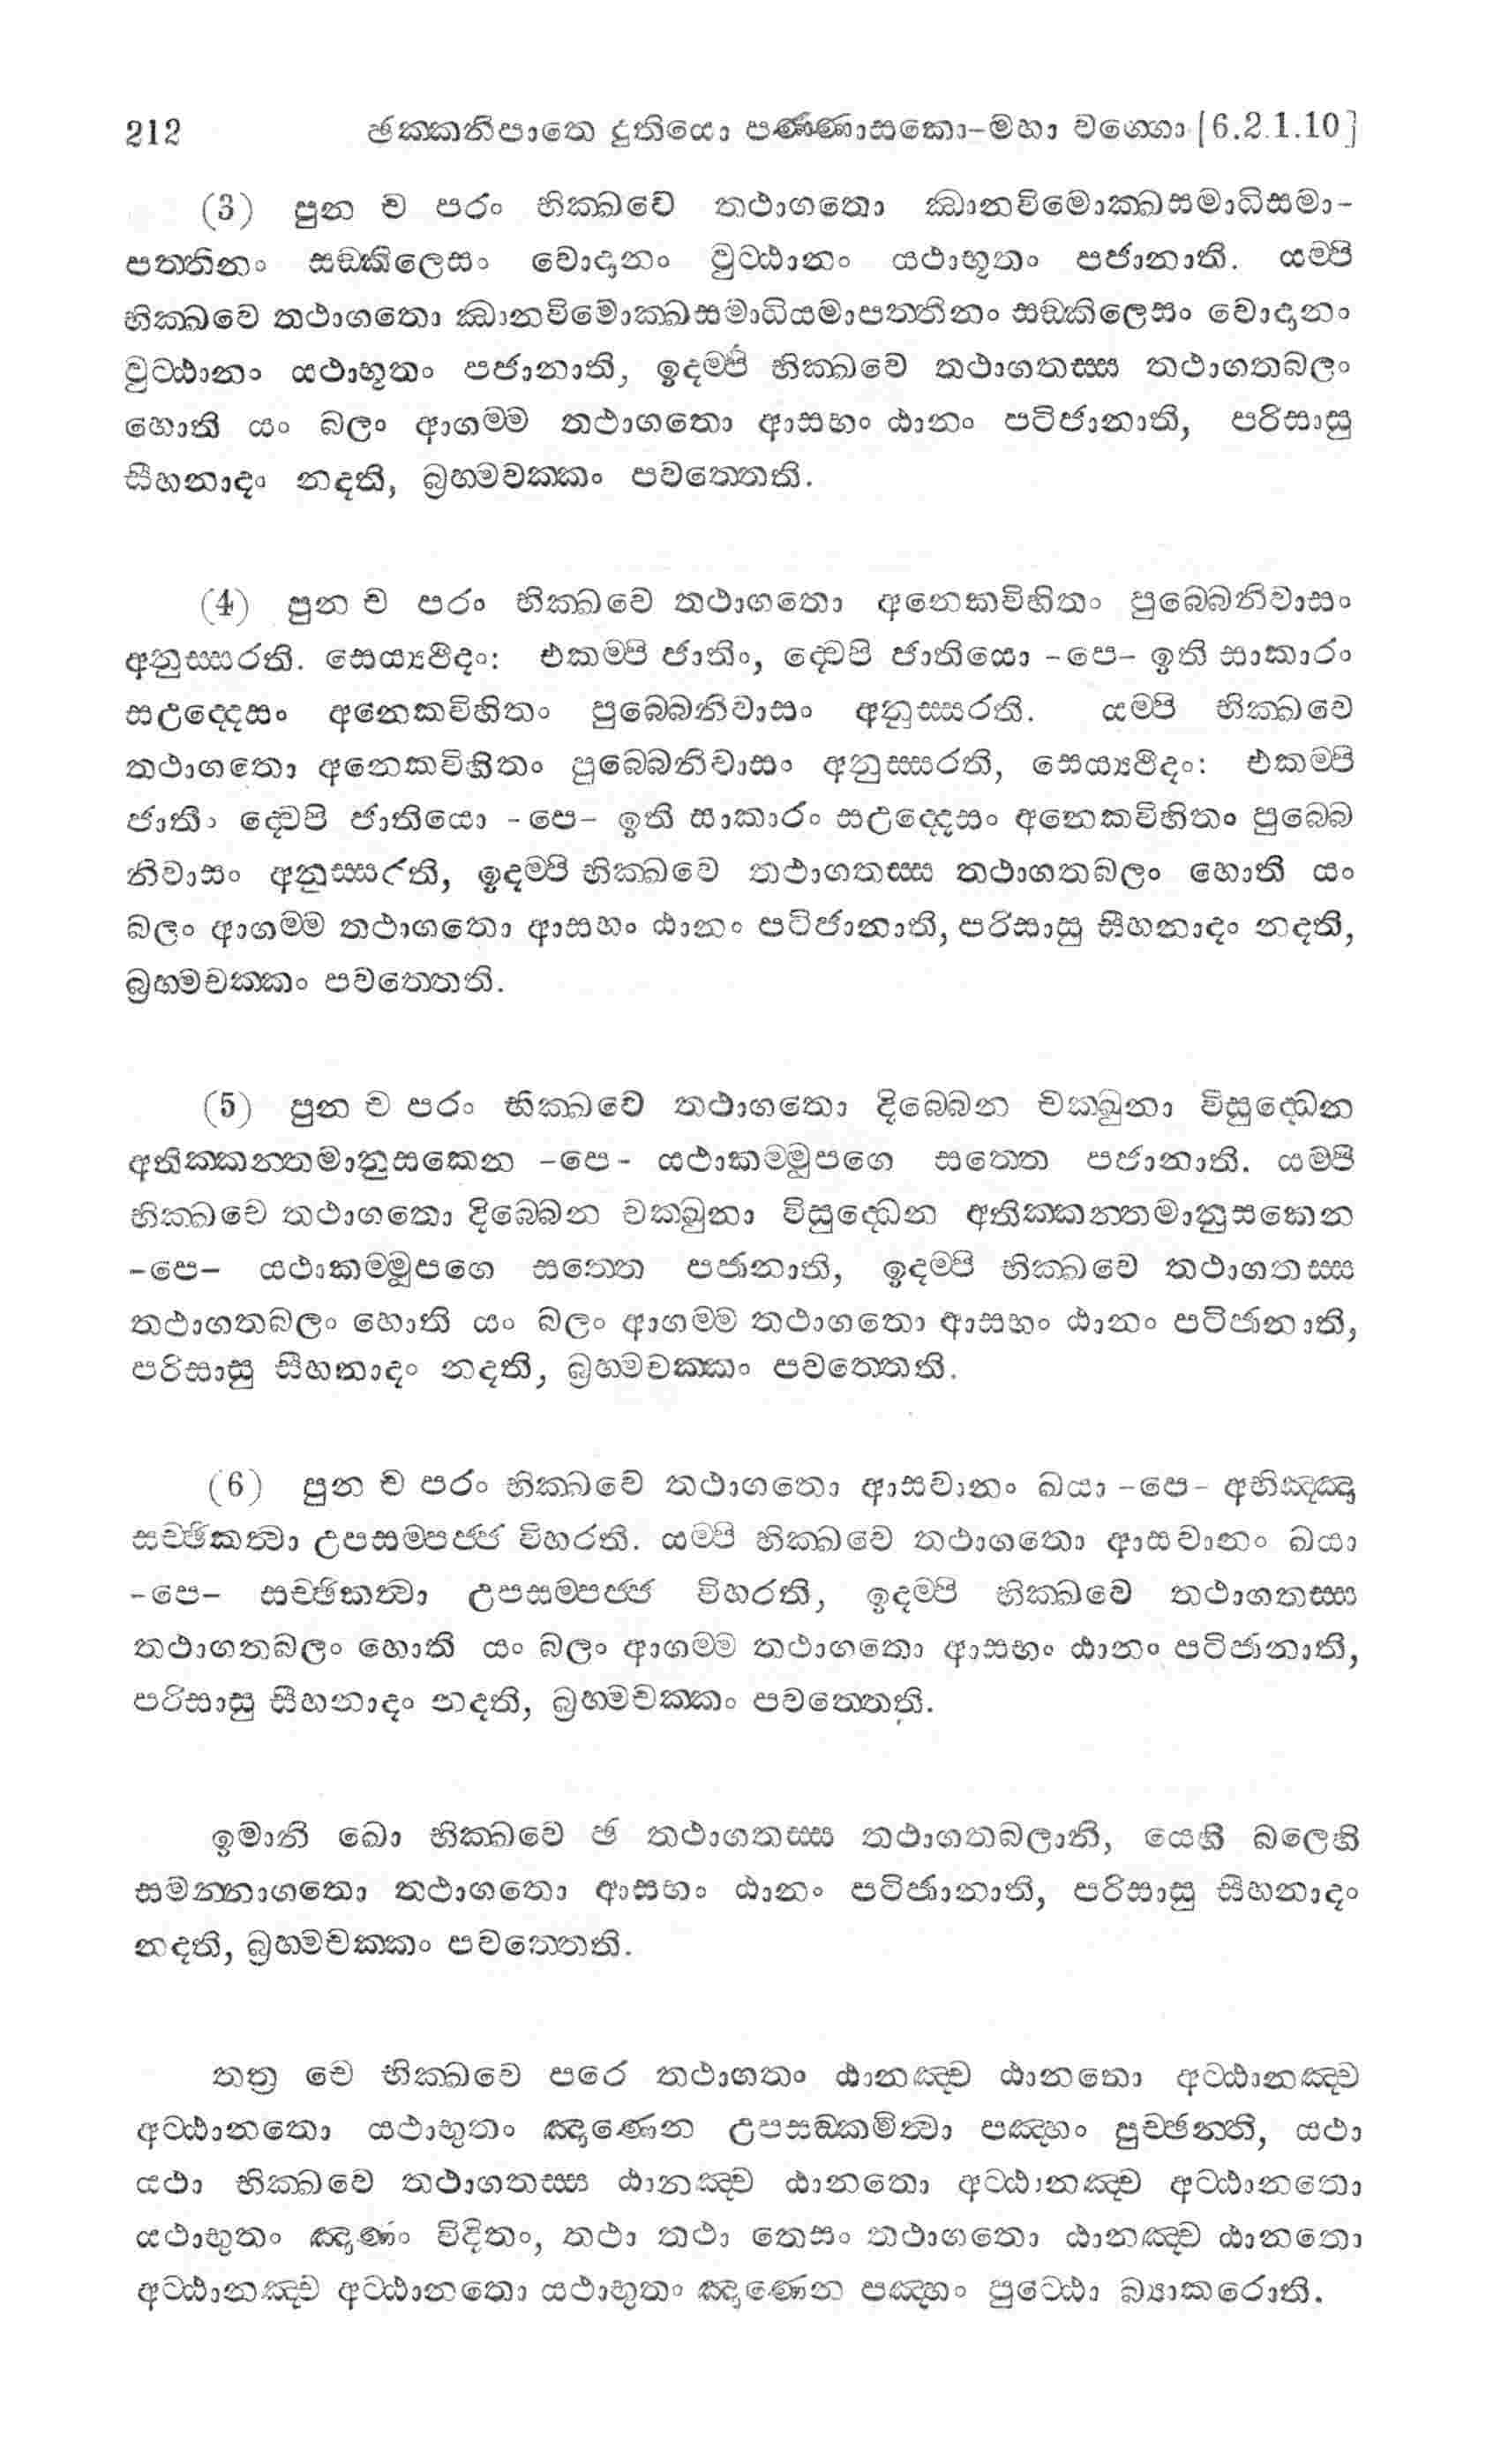 212 ඡක්කනිපාතෙ දුතියො පණ්ණාසකො-මහා වග්ගො [6.2.1.10]
(3) පුන ච පරං භික්ඛවෙ තථාගතො ඣානවිමොක්ඛසමාධිසමා-
පත්තිනං සඞ්කිලෙසං වොදානං වුට්ඨානං යථාභූතං පජානාති. යම්පි
භික්ඛවෙ තථාගතො ඣානවිමොක්ඛසමාධියමාපත්තිනං සඞ්කිලෙසං වොදානං
වුට්ඨානං යථාභූතං පජානාති, ඉදම්පි භික්ඛවෙ තථාගතස්ස තථාගතබලං
හොති යං බලං ආගම්ම තථාගතො ආසභං ඨානං පටිජානාති, පරිසාසු
සීහනාදං නදති, බ්‍රහ්මචක්කං පවත්තෙති.
(4) පුන ච පරං භික්ඛවෙ තථාගතො අනෙකවිහිතං පුබ්බෙනිවාසං
අනුස්සරති. සෙය්‍යථිදං: එකම්පි ජාතිං, ද්වෙපි ජාතියො -පෙ- ඉති සාකාරං
සඋද්දෙසං අනෙකවිහිතං පුබ්බෙනිවාසං අනුස්සරති. යම්පි භික්ඛවෙ
තථාගතො අනෙකවිහිතං පුබ්බෙනිවාසං අනුස්සරති, සෙය්‍යථිදං: එකම්පි
ජාතිං ද්වෙපි ජාතියො -පෙ- ඉති සාකාරං සඋද්දෙසං අනෙකවිහිතං පුබ්බෙ
නිවාසං අනුස්සරති, ඉදම්පි භික්ඛවෙ තථාගතස්ස තථාගතබලං හොති යං
බලං ආගම්ම තථාගතො ආසභං ඨානං පටිජානාති, පරිසාසු සීහනාදං නදති,
බ්‍රහ්මචක්කං පවත්තෙති.
(5) පුන ච පරං භික්ඛවෙ තථාගතො දිබ්බෙන චක්ඛුනා විසුද්ධෙන
අතික්කන්තමානුසකෙන -පෙ- යථාකම්මුපගෙ සත්තෙ පජානාති. යම්පි
භික්ඛවෙ තථාගතො දිබ්බෙන චක්ඛුනා විසුද්ධෙන අතික්කන්තමානුසකෙන
-පෙ- යථාකම්මූපගෙ සත්තෙ පජානාති, ඉදම්පි භික්ඛවෙ තථාගතස්ස
තථාගතබලං හොති යං බලං ආගම්ම තථාගතො ආසභං ඨානං පටිජානාති,
පරිසාසු සීහනාදං නදති, බ්‍රහ්මචක්කං පවත්තෙති.
(6) පුන ච පරං භික්ඛවෙ තථාගතො ආසවානං ඛයා -පෙ- අභිඤ්ඤා
සච්ඡිකත්වා උපසම්පජ්ජ විහරති. යම්පි භික්ඛවෙ තථාගතො ආසවානං ඛයා
-පෙ- සච්ඡිකත්වා උපසම්පජ්ජ විහරති, ඉදම්පි භික්ඛවෙ තථාගතස්ස
තථාගතබලං හොති යං බලං ආගම්ම තථාගතො ආසභං ඨානං පටිජානාති,
පරිසාසු සීහනාදං නදති, බ්‍රහ්මචක්කං පවත්තෙති.
ඉමානි ඛො භික්ඛවෙ ඡ තථාගතස්ස තථාගතබලානි, යෙහි බලෙහි
සමන්නාගතො තථාගතො ආසභං ඨානං පටිජානාති, පරිසාසු සීහනාදං
නදති, බ්‍රහ්මචක්කං පවත්තෙති.
තත්‍ර චෙ භික්ඛවෙ පරෙ තථාගතං ඨානඤ්ච ඨානතො අට්ඨානඤ්ච
අට්ඨානතො යථාභුතං ඤාණෙන උපසඞ්කමිත්වා පඤ්හං පුච්ඡන්ති, යථා
යථා භික්ඛවෙ තථාගතස්ස ඨානඤ්ච ඨානතො අට්ඨානඤ්ච අට්ඨානතො
යථාභුතං ඤාණං විදිතං, තථා තථා තෙසං තථාගතො ඨානඤ්ච ඨානතො
අට්ඨානඤ්ච අට්ඨානතො යථාභුතං ඤාණෙන පඤ්හං පුට්ඨො බ්‍යාකරොති.